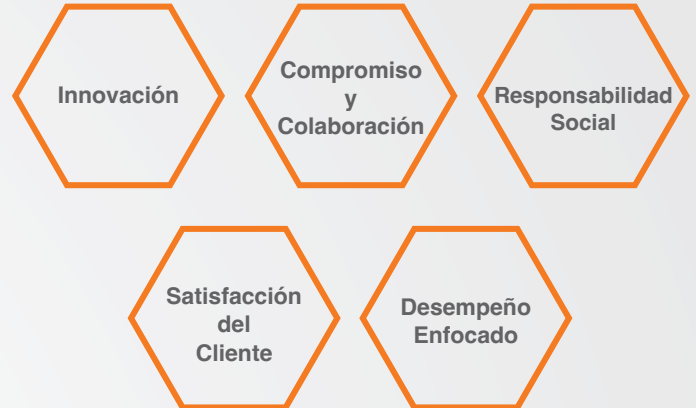 Innovación
Compromiso
y
Colaboración
Responsabilidad
Social
Satisfacción
del
Cliente
Desempeño
Enfocado